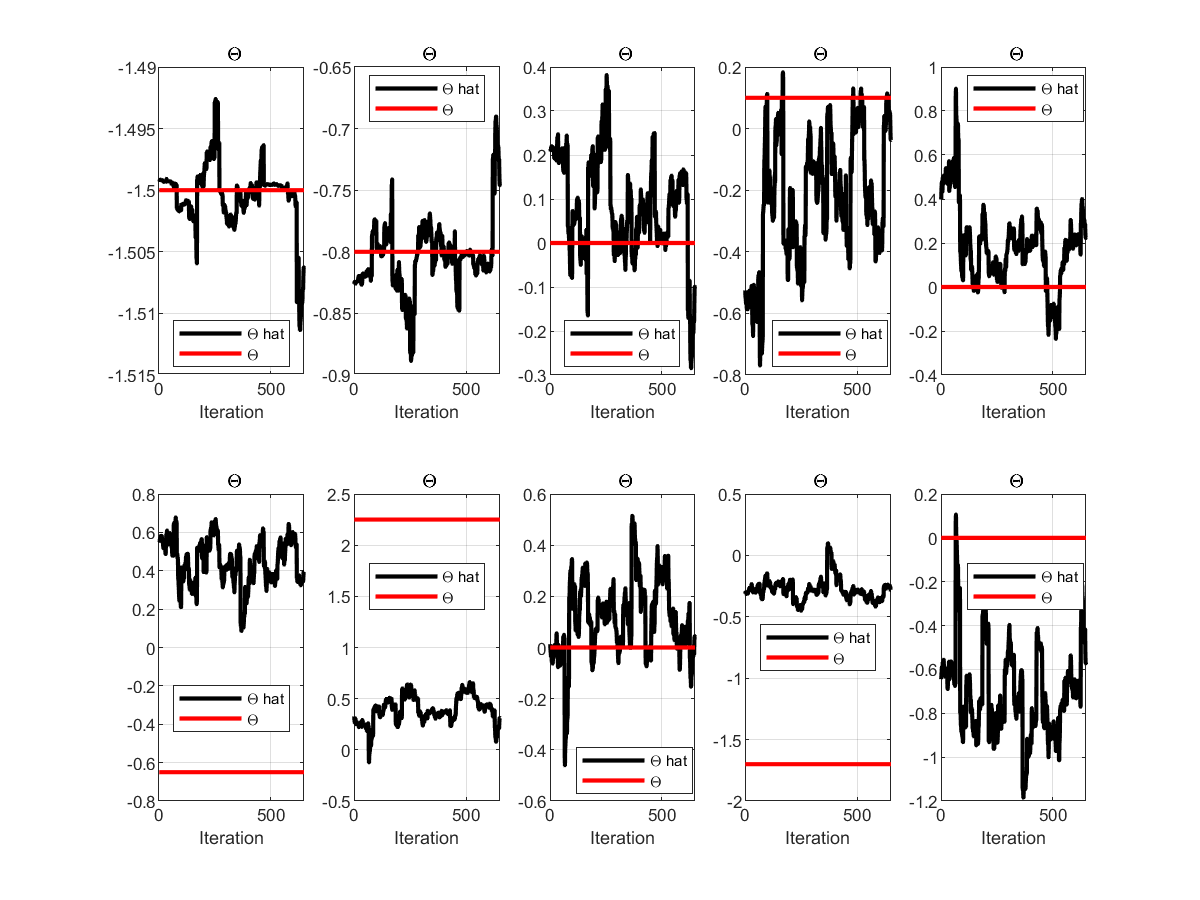 Θ Θ Θ Θ Θ
-1.49 -0.65 0.4 0.2 1
Θ hat Θ hat
Θ Θ
-1.495 -0.7 0.3 0 0.8
0.2 0.6
-1.5 -0.75 0.1 -0.2 0.4
-0.8 0 0.2
-1.505 -0.1 -0.4 0
-1.51 -0.85 -0.2 -0.6 -0.2
Θ hat Θ hat Θ hat
Θ Θ Θ
-1.515 -0.9 -0.3 -0.8 -0.4
0 500 0 500 0 500 0 500 0 500
Iteration Iteration Iteration Iteration Iteration
Θ Θ Θ Θ Θ
0.8 2.5 0.6 0.5 0.2
0.6 2 0.4 0 0
Θ hat Θ hat
Θ Θ
0.4 1.5 0.2 -0.5 -0.2
0.2 -0.4
0 1 0 -1 -0.6
Θ hat
Θ
-0.2 0.5 -0.2 -0.8
Θ hat
Θ
-0.4 0 -0.4 -1.5 -1
-0.6
Θ hat
Θ
-0.8 -0.5 -0.6 -2 -1.2
0 500 0 500 0 500 0 500 0 500
Iteration Iteration Iteration Iteration Iteration